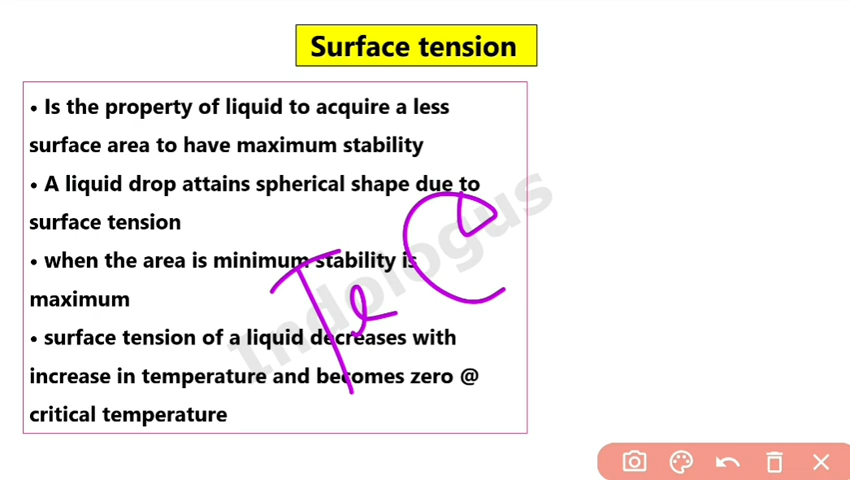 Surface tension
• Is the property of liquid to acquire a less
surface area to have maximum stability
• A liquid drop attains spherical shape due to
surface tension
• when the area is minimum stability is
maximum
• surface tension of a liquid decreases with
increase in temperature and becomes zero @
critical temperature
Indologus